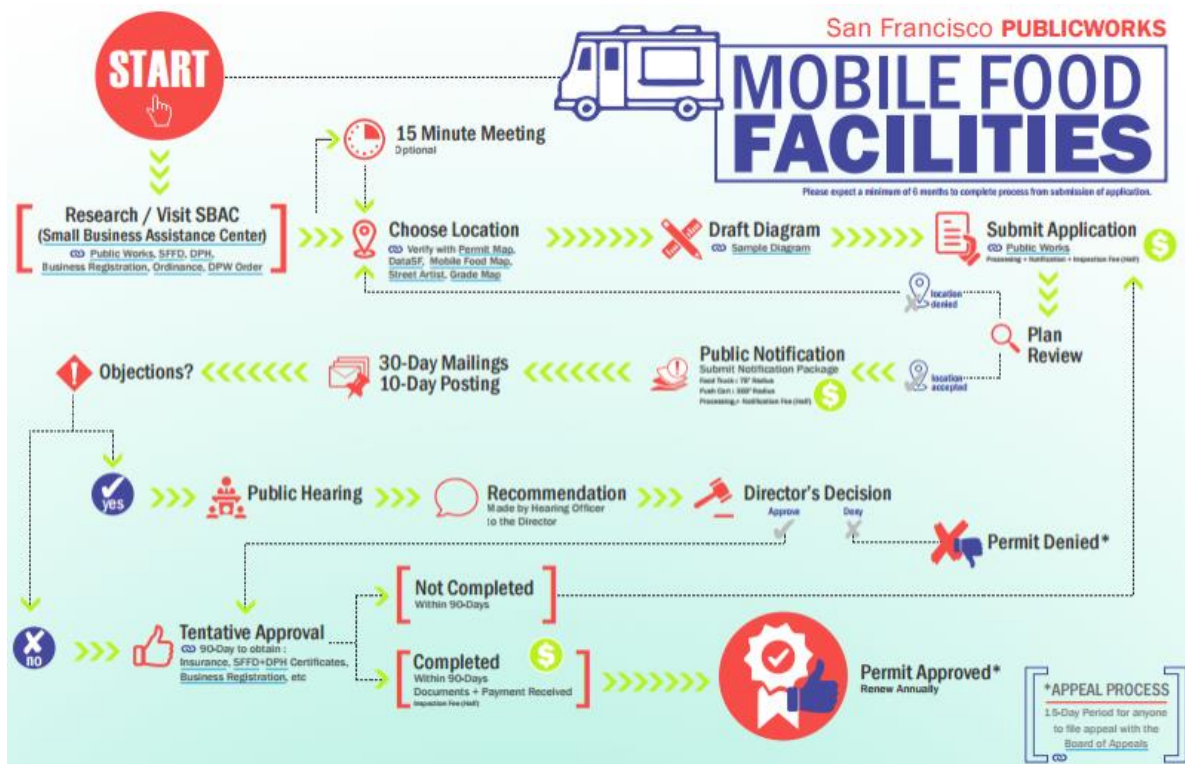 San Francisco PUBLICWORKS
MOBILE FOOD
FACILITIES
Please expect a minimum of 6 months to complete process from submission of application.
START
15 Minute Meeting
Optional
Research / Visit SBAC
(Small Business Assistance Center)
Public Works, SFFD, DPH,
Business Registration, Ordinance, DPW Order
Choose Location
Verify with Permit Map,
DataSF, Mobile Food Map,
Street Artist, Grade Map
Draft Diagram
Sample Diagram
Submit Application
Public Works
Processing + Notification + Inspection Fee (Half)
$
location
denied
Plan
Review
location
accepted
Public Notification
Submit Notification Package
Food Truck : 75' Radius
Push Cart : 300' Radius
Processing + Notification Fee (Half)
$
30-Day Mailings
10-Day Posting
Objections?
yes
Public Hearing
Recommendation
Made by Hearing Officer
to the Director
Director's Decision
Approve
Deny
Permit Denied*
no
Tentative Approval
90-Day to obtain :
Insurance, SFFD+DPH Certificates,
Business Registration, etc
Not Completed
Within 90-Days
Completed
Within 90-Days
Documents + Payment Received
Inspection Fee (Half)
$
Permit Approved*
Renew Annually
*APPEAL PROCESS
15-Day Period for anyone
to file appeal with the
Board of Appeals